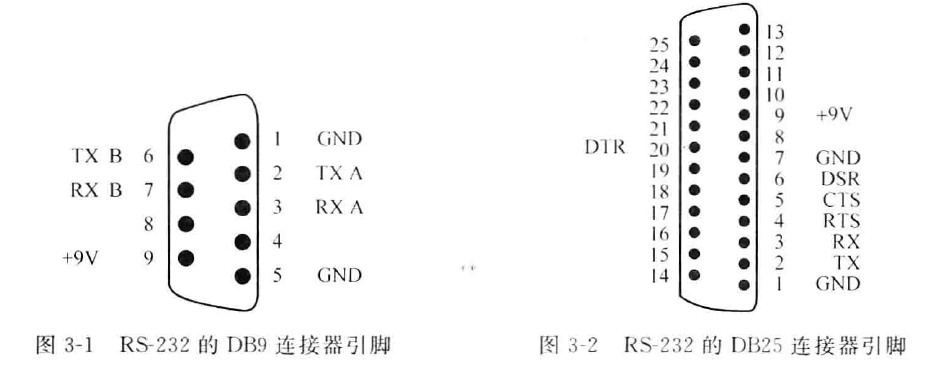 1 GND
TX B 6
2 TX A
RX B 7
3 RX A
8
4
+9V 9
5 GND
图 3-1 RS-232 的 DB9 连接器引脚
13
25
12
24
11
23
10
22
9 +9V
21
8
DTR 20
7 GND
19
6 DSR
18
5 CTS
17
4 RTS
16
3 RX
15
2 TX
14
1 GND
图 3-2 RS-232 的 DB25 连接器引脚